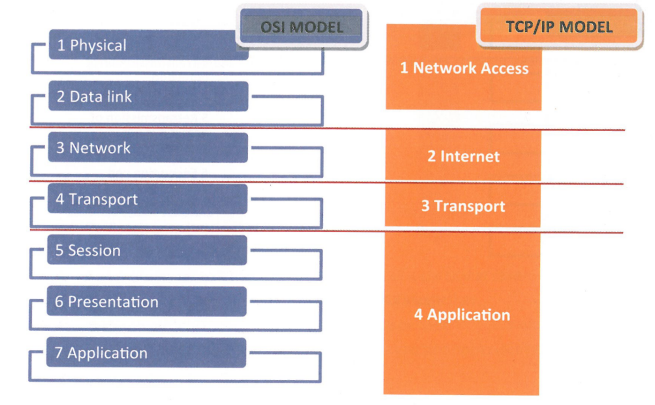 OSI MODEL
TCP/IP MODEL
1 Physical
1 Network Access
2 Data link
3 Network
2 Internet
4 Transport
3 Transport
5 Session
6 Presentation
4 Application
7 Application